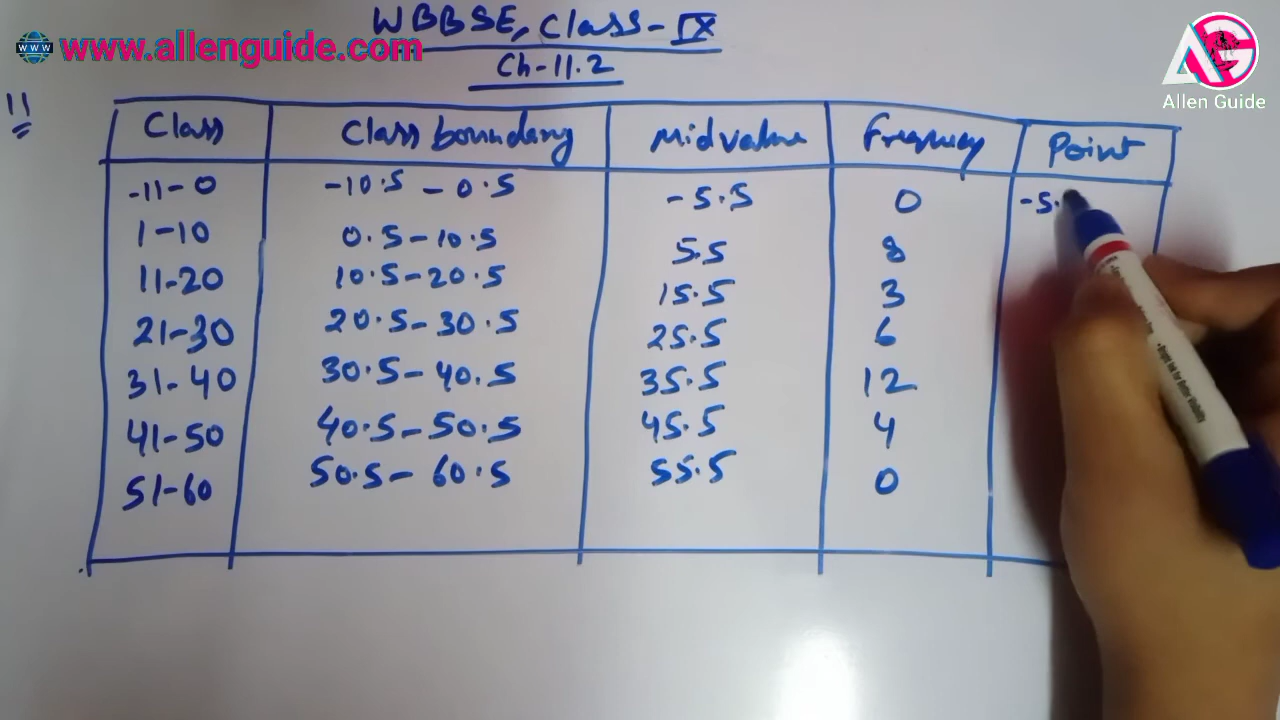 WBBSE, Class-IX
www.allenguide.com
Ch-11.2
AG
Allen Guide
11
Class Class boundary Mid value Frequency Point
-11-0 -10.5-0.5 -5.5 0 -5.
1-10 0.5-10.5 5.5 8
11-20 10.5-20.5 15.5 3
21-30 20.5-30.5 25.5 6
31-40 30.5-40.5 35.5 12
41-50 40.5-50.5 45.5 4
51-60 50.5-60.5 55.5 0